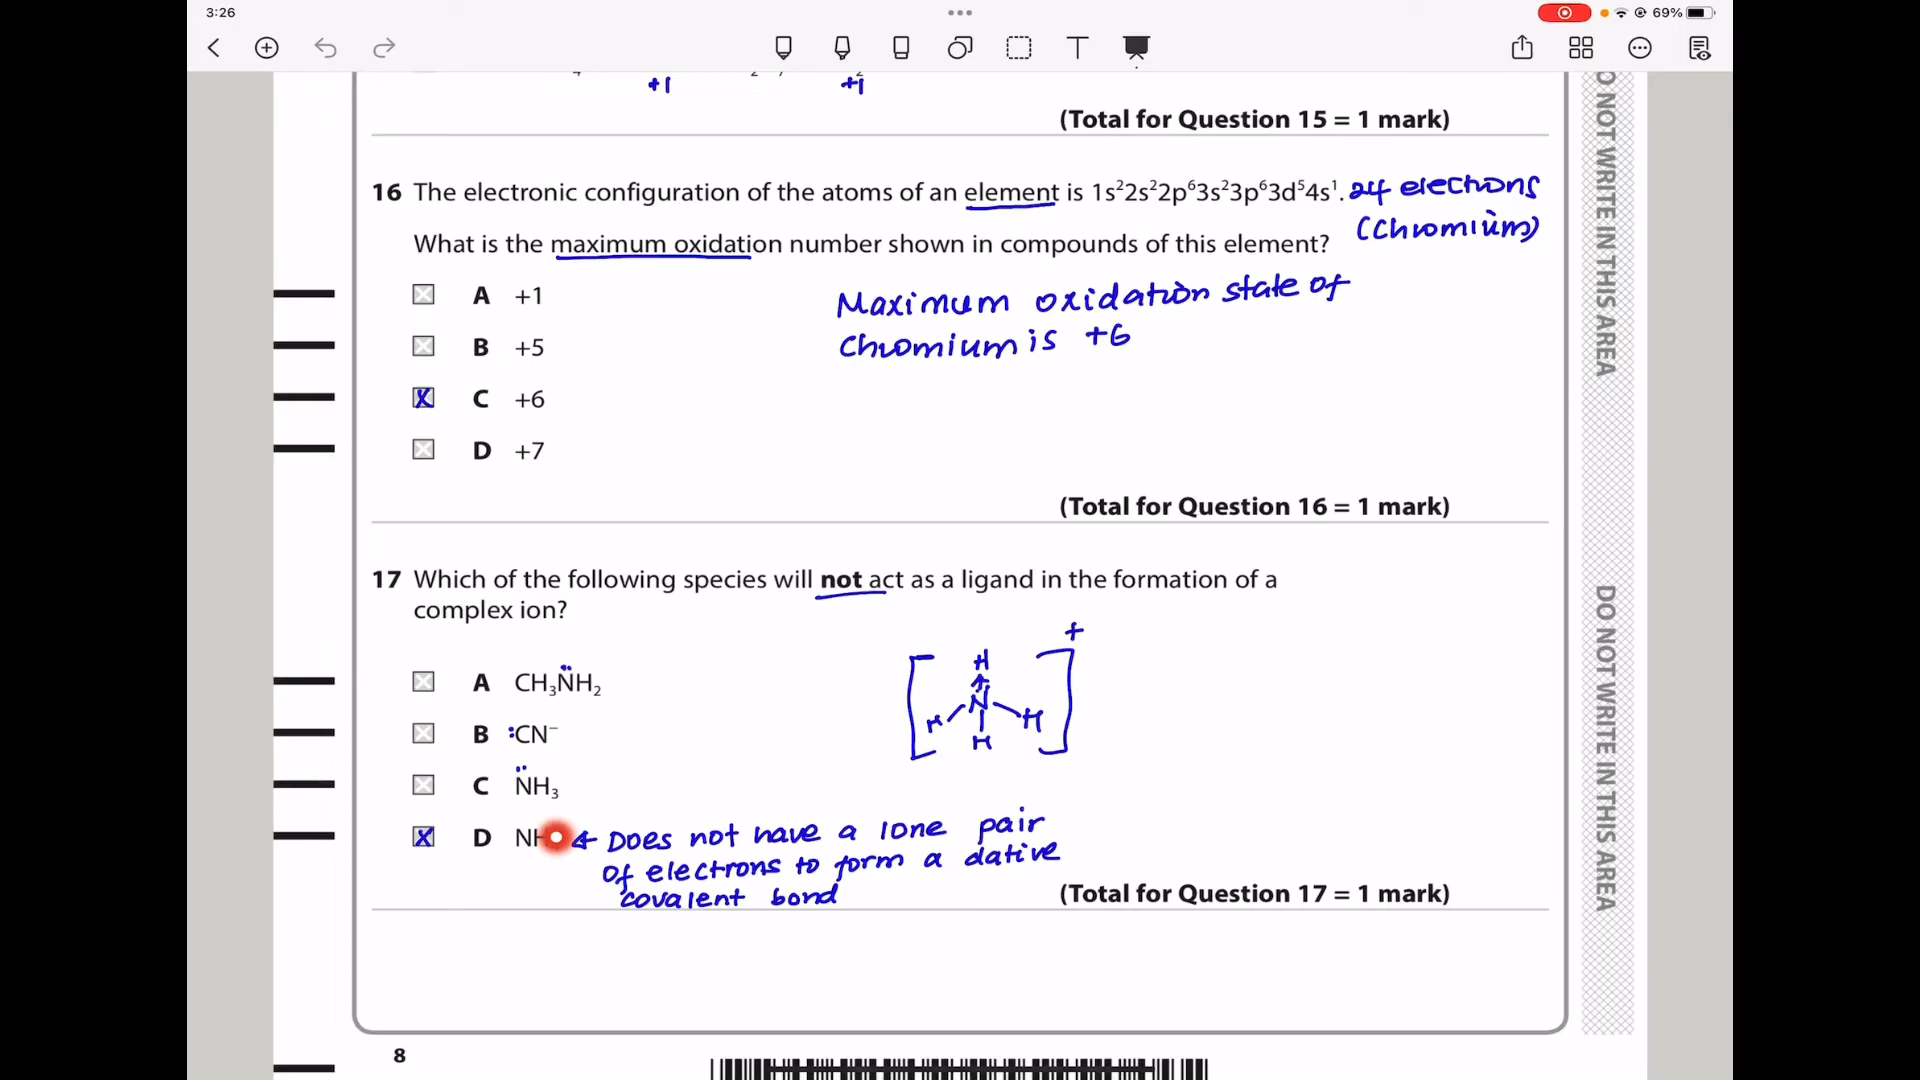 3:26
69%
+1 +1
(Total for Question 15 = 1 mark)
16 The electronic configuration of the atoms of an element is 1s²2s²2p⁶3s²3p⁶3d⁵4s¹. 24 electrons
(Chromium)
What is the maximum oxidation number shown in compounds of this element?
A +1
B +5
C +6
D +7
Maximum oxidation state of
Chromium is +6
(Total for Question 16 = 1 mark)
17 Which of the following species will not act as a ligand in the formation of a
complex ion?
A CH₃N̈H₂
B :CN⁻
C N̈H₃
D NH
+
H
N
H H
H
← Does not have a lone pair
of electrons to form a dative
covalent bond
(Total for Question 17 = 1 mark)
8
DO NOT WRITE IN THIS AREA
DO NOT WRITE IN THIS AREA